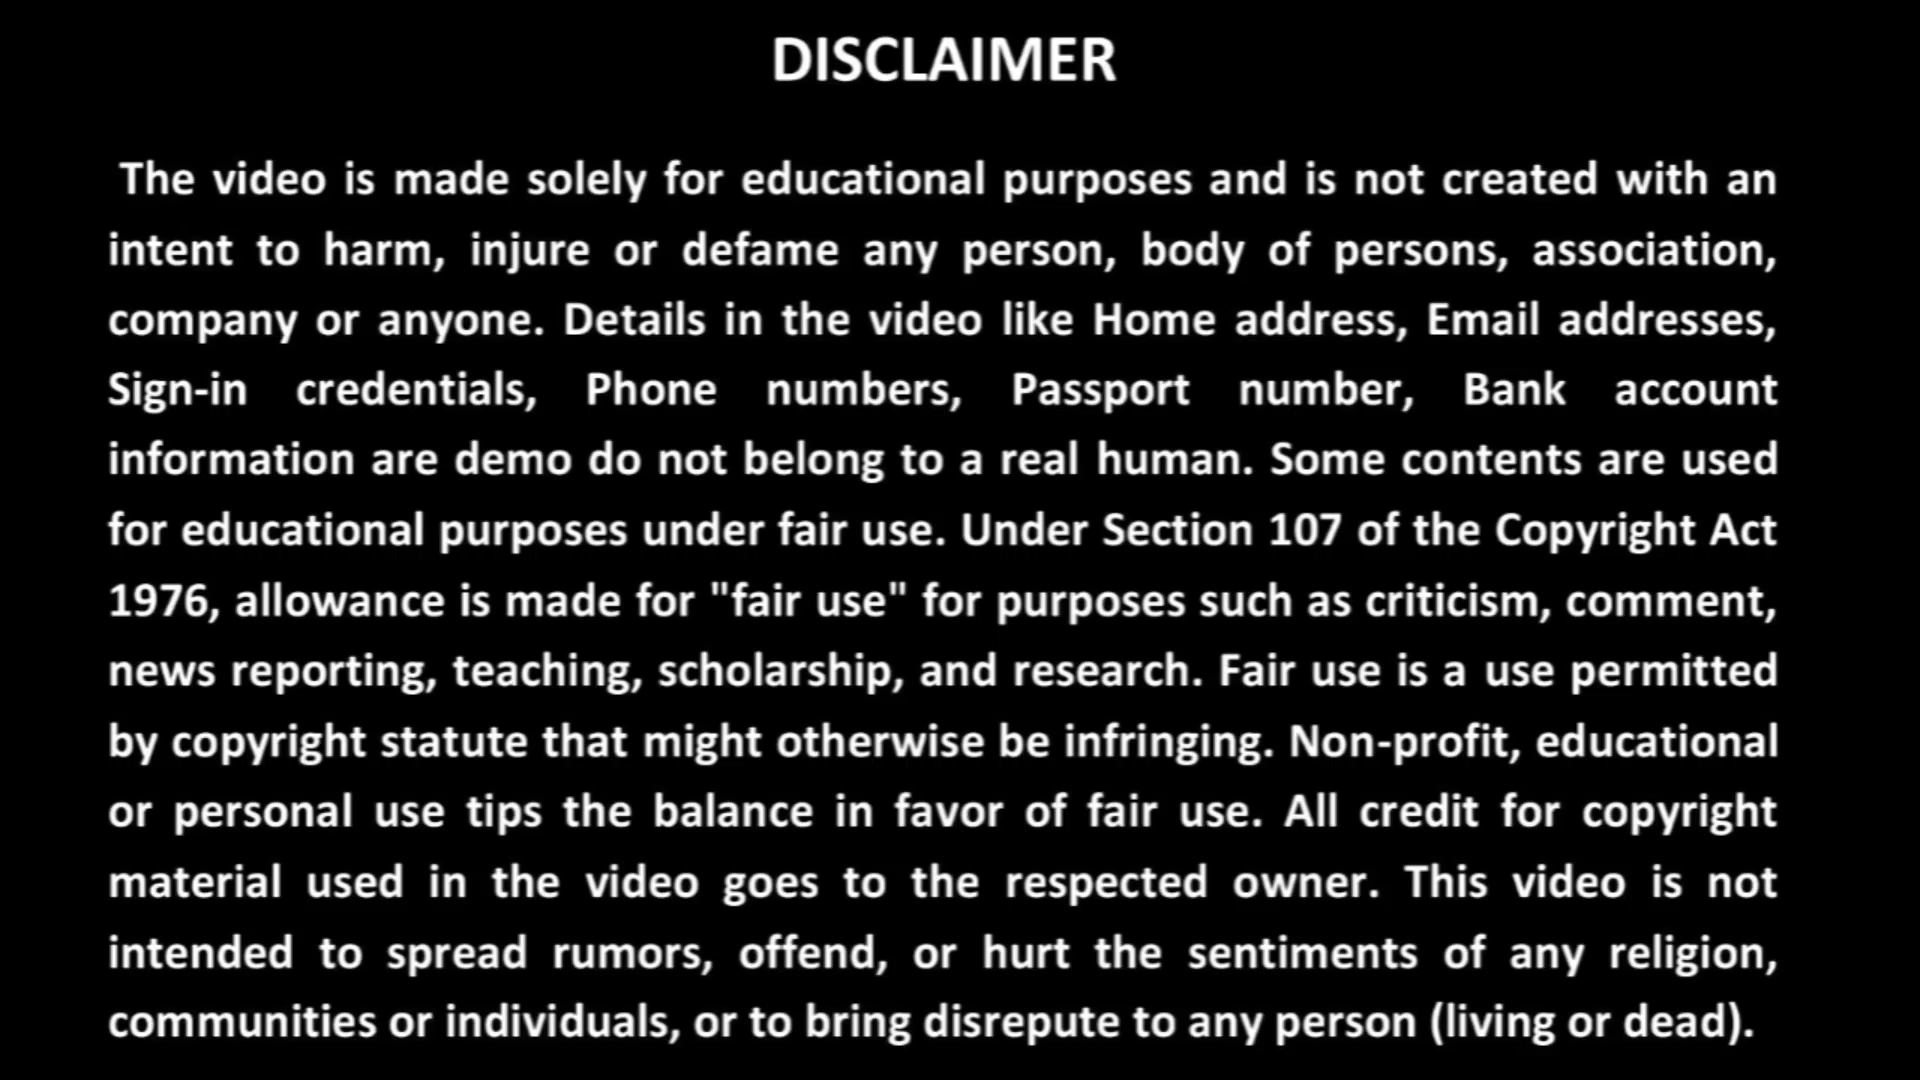 DISCLAIMER
The video is made solely for educational purposes and is not created with an
intent to harm, injure or defame any person, body of persons, association,
company or anyone. Details in the video like Home address, Email addresses,
Sign-in credentials, Phone numbers, Passport number, Bank account
information are demo do not belong to a real human. Some contents are used
for educational purposes under fair use. Under Section 107 of the Copyright Act
1976, allowance is made for "fair use" for purposes such as criticism, comment,
news reporting, teaching, scholarship, and research. Fair use is a use permitted
by copyright statute that might otherwise be infringing. Non-profit, educational
or personal use tips the balance in favor of fair use. All credit for copyright
material used in the video goes to the respected owner. This video is not
intended to spread rumors, offend, or hurt the sentiments of any religion,
communities or individuals, or to bring disrepute to any person (living or dead).